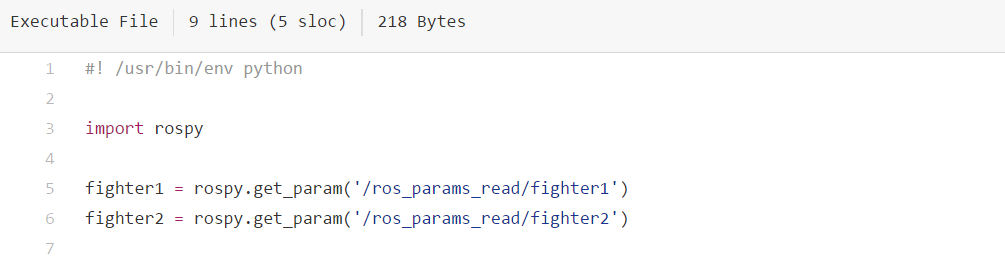 Executable File 9 lines (5 sloc) 218 Bytes
1 #! /usr/bin/env python
2
3 import rospy
4
5 fighter1 = rospy.get_param('/ros_params_read/fighter1')
6 fighter2 = rospy.get_param('/ros_params_read/fighter2')
7